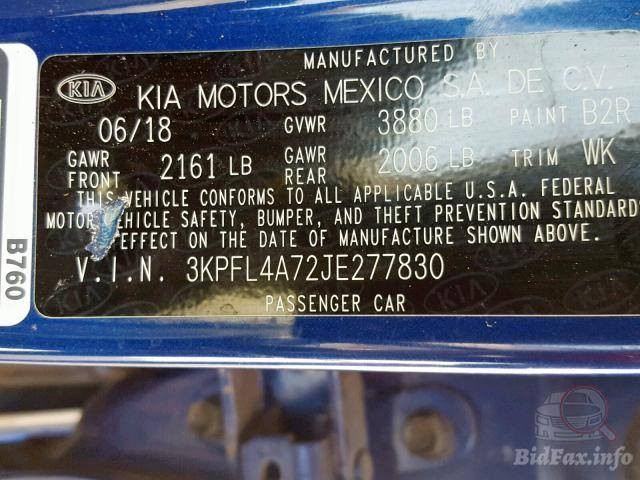 MANUFACTURED BY
KIA KIA MOTORS MEXICO S.A. DE C.V.
06/18 GVWR 3880 LB PAINT B2R
GAWR FRONT 2161 LB GAWR REAR 2006 LB TRIM WK
THIS VEHICLE CONFORMS TO ALL APPLICABLE U.S.A. FEDERAL
MOTOR VEHICLE SAFETY, BUMPER, AND THEFT PREVENTION STANDARDS
EFFECT ON THE DATE OF MANUFACTURE SHOWN ABOVE.
V.I.N. 3KPFL4A72JE277830
PASSENGER CAR
B760
BidFax.info